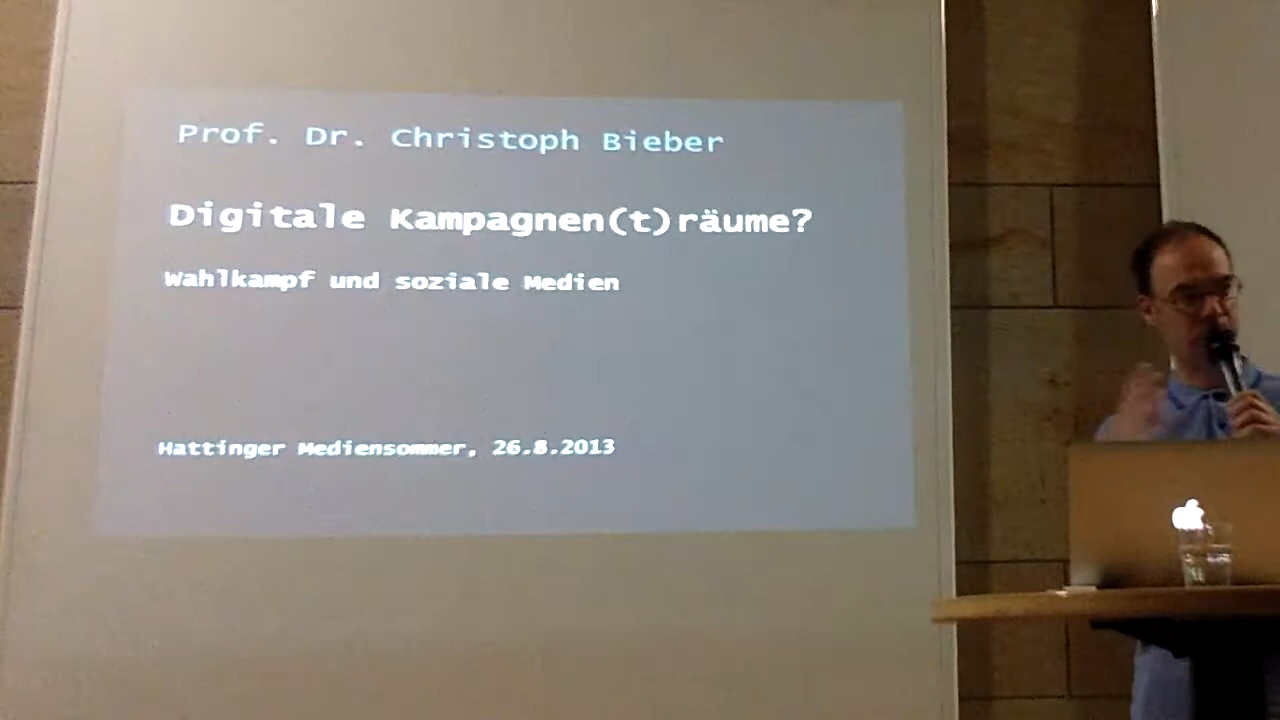 Prof. Dr. Christoph Bieber
Digitale Kampagnen(t)räume?
Wahlkampf und soziale Medien
Hattinger Mediensommer, 26.8.2013